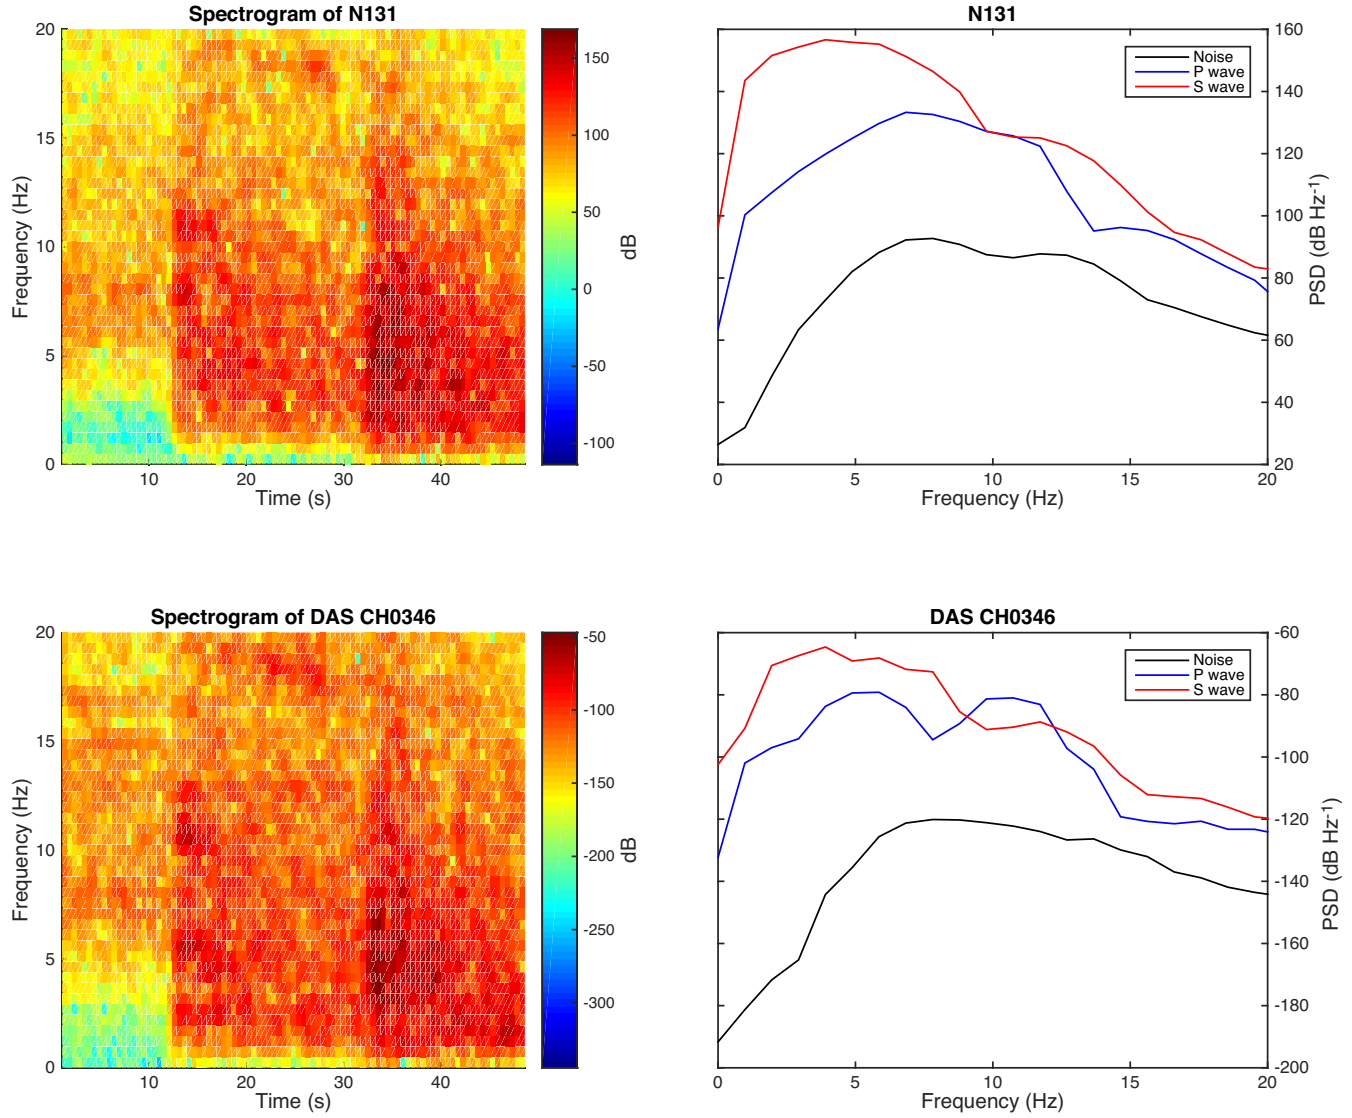 Spectrogram of N131
20
15
10
5
0
Frequency (Hz)
10 20 30 40
Time (s)
150
100
50
0
-50
-100
dB
N131
Noise
P wave
S wave
160
140
120
100
80
60
40
20
PSD (dB Hz-1)
0 5 10 15 20
Frequency (Hz)
Spectrogram of DAS CH0346
20
15
10
5
0
Frequency (Hz)
10 20 30 40
Time (s)
-50
-100
-150
-200
-250
-300
dB
DAS CH0346
Noise
P wave
S wave
-60
-80
-100
-120
-140
-160
-180
-200
PSD (dB Hz-1)
0 5 10 15 20
Frequency (Hz)